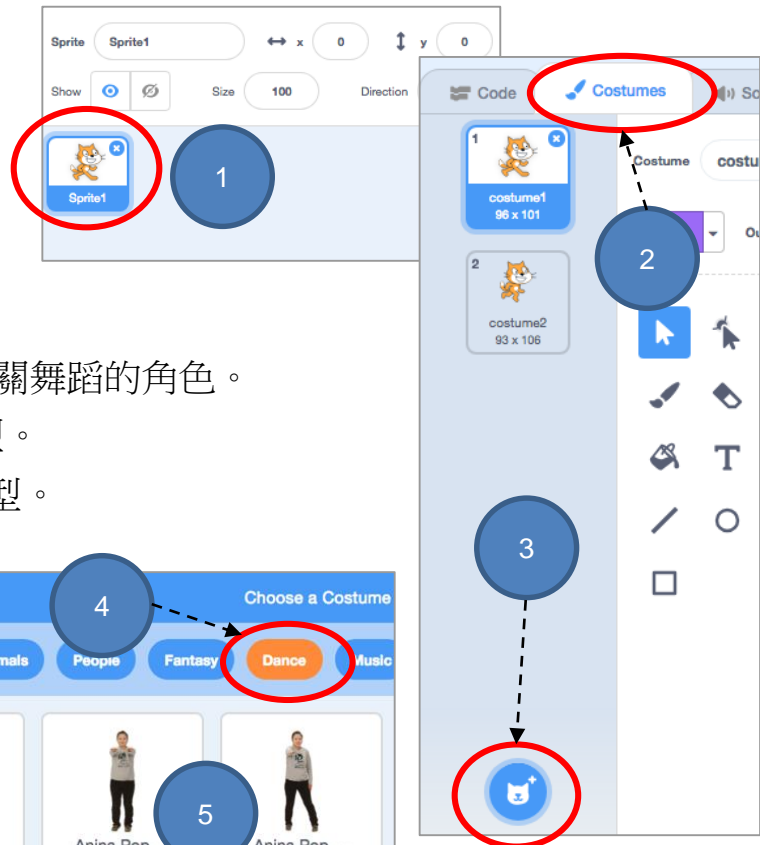 Sprite Sprite1 x 0 y 0
Show Size 100 Direction
Sprite1
1
Code Costumes
1
costume1
96 x 101
2
costume2
93 x 106
Costume
2
T
3
關舞蹈的角色。
。
型。
4
Choose a Costume
People Fantasy Dance Music
5